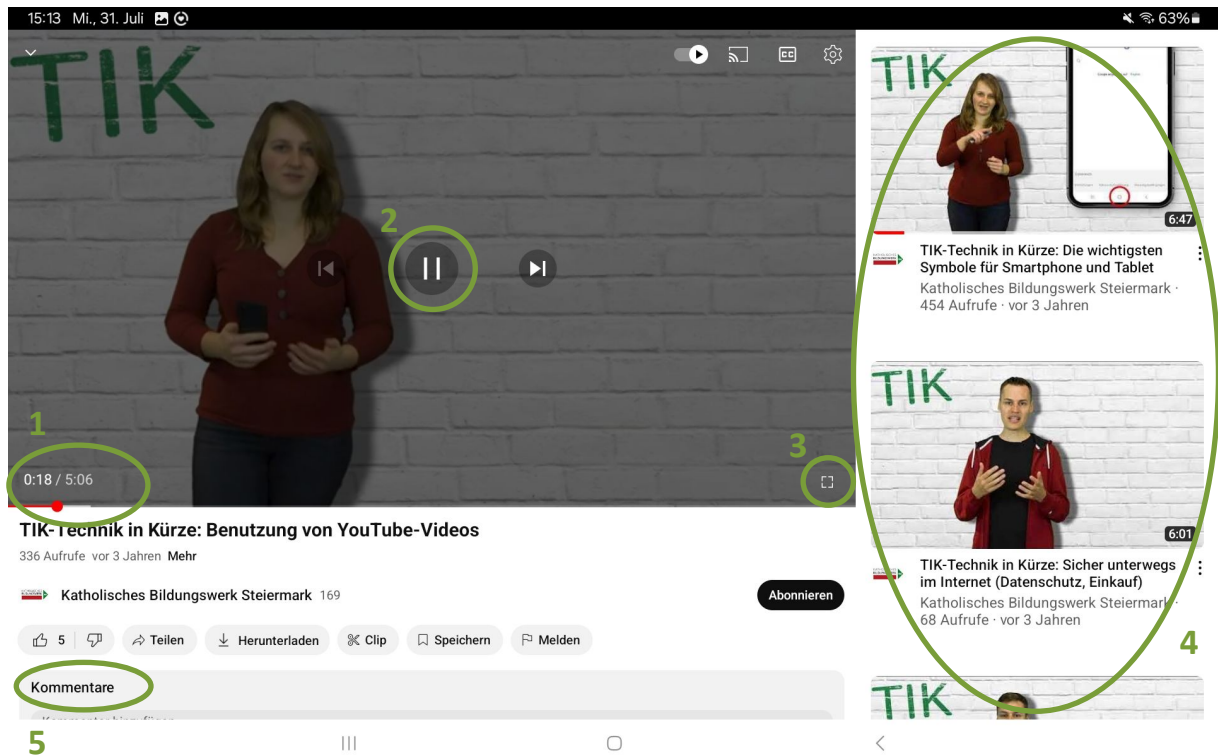 15:13 Mi., 31. Juli
63%
TIK
2
1
3
0:18 / 5:06
TIK-Technik in Kürze: Benutzung von YouTube-Videos
336 Aufrufe vor 3 Jahren Mehr
Katholisches Bildungswerk Steiermark 169
Abonnieren
5
Teilen
Herunterladen
Clip
Speichern
Melden
Kommentare
Kommentar hinzufügen
5
TIK
6:47
TIK-Technik in Kürze: Die wichtigsten
Symbole für Smartphone und Tablet
Katholisches Bildungswerk Steiermark ·
454 Aufrufe · vor 3 Jahren
TIK
6:01
TIK-Technik in Kürze: Sicher unterwegs
im Internet (Datenschutz, Einkauf)
Katholisches Bildungswerk Steiermark ·
68 Aufrufe · vor 3 Jahren
4
TIK